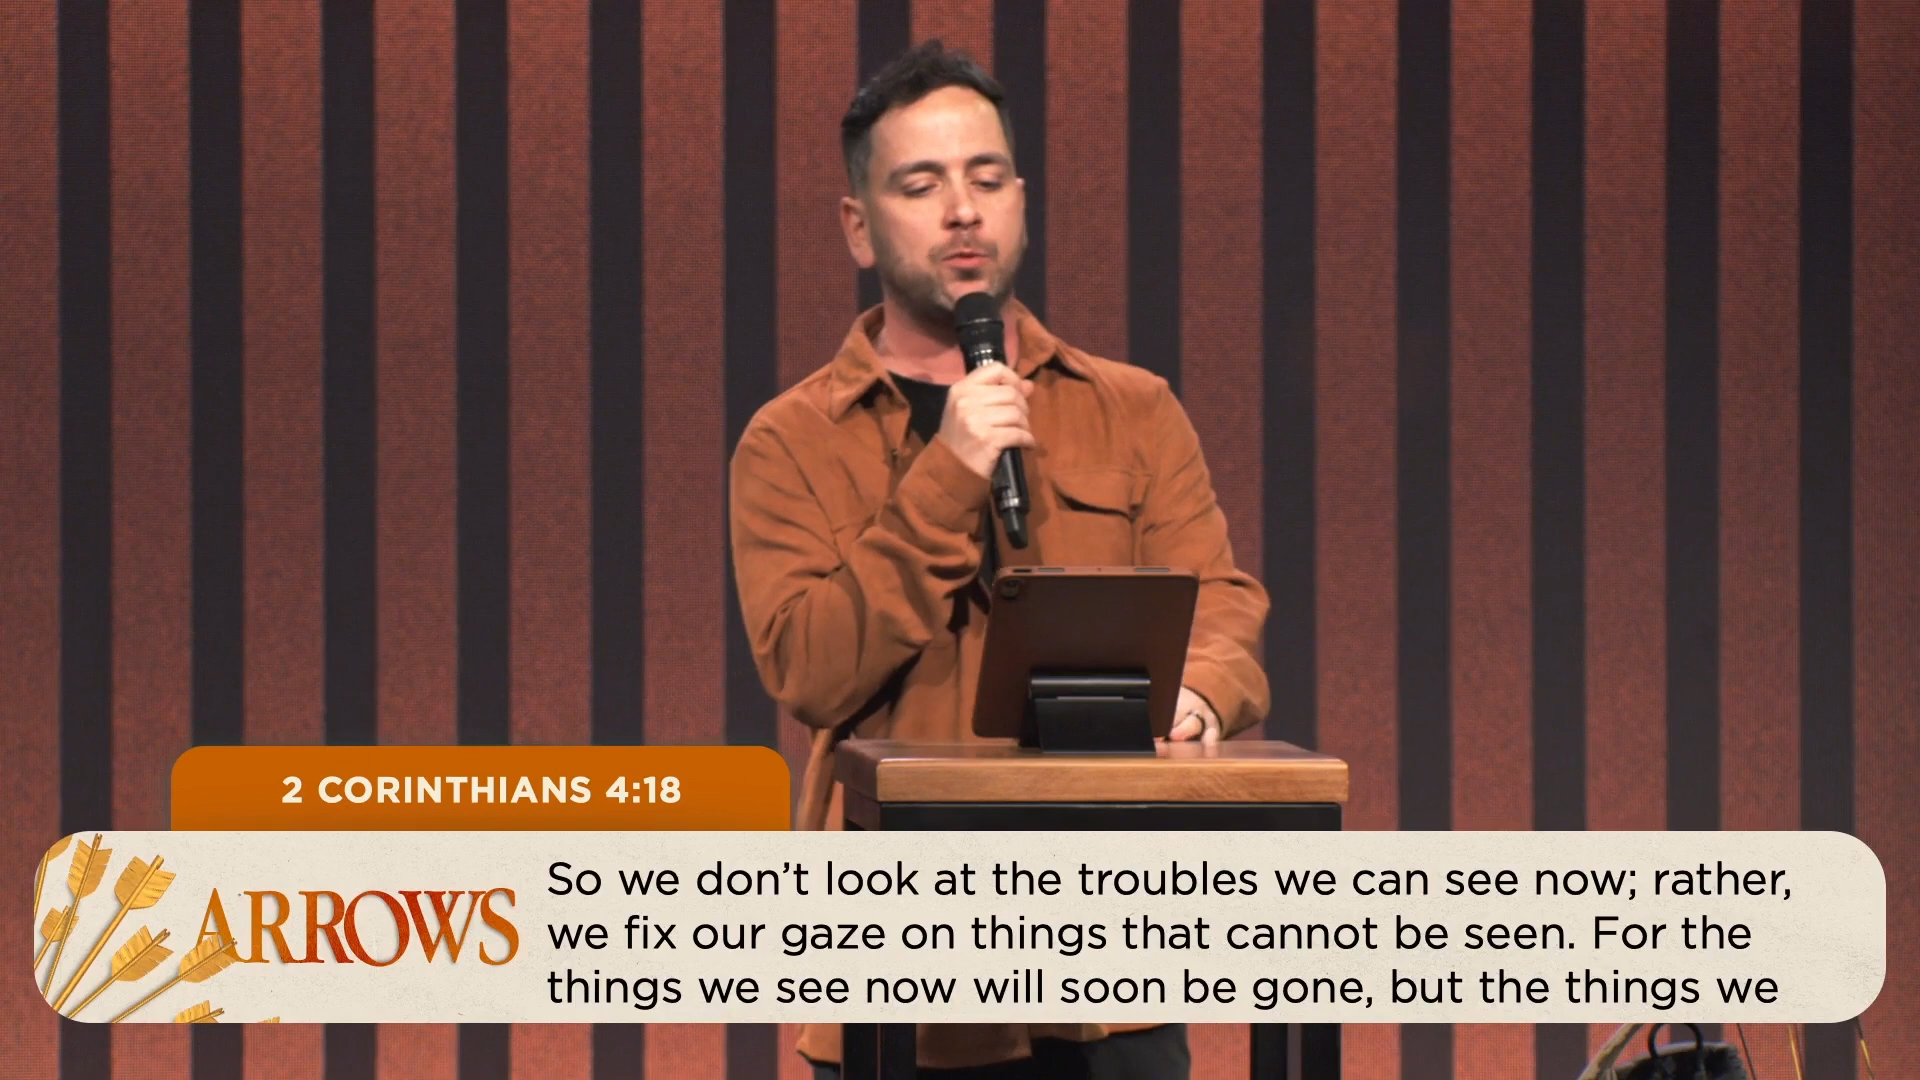 2 CORINTHIANS 4:18
ARROWS
So we don’t look at the troubles we can see now; rather,
we fix our gaze on things that cannot be seen. For the
things we see now will soon be gone, but the things we